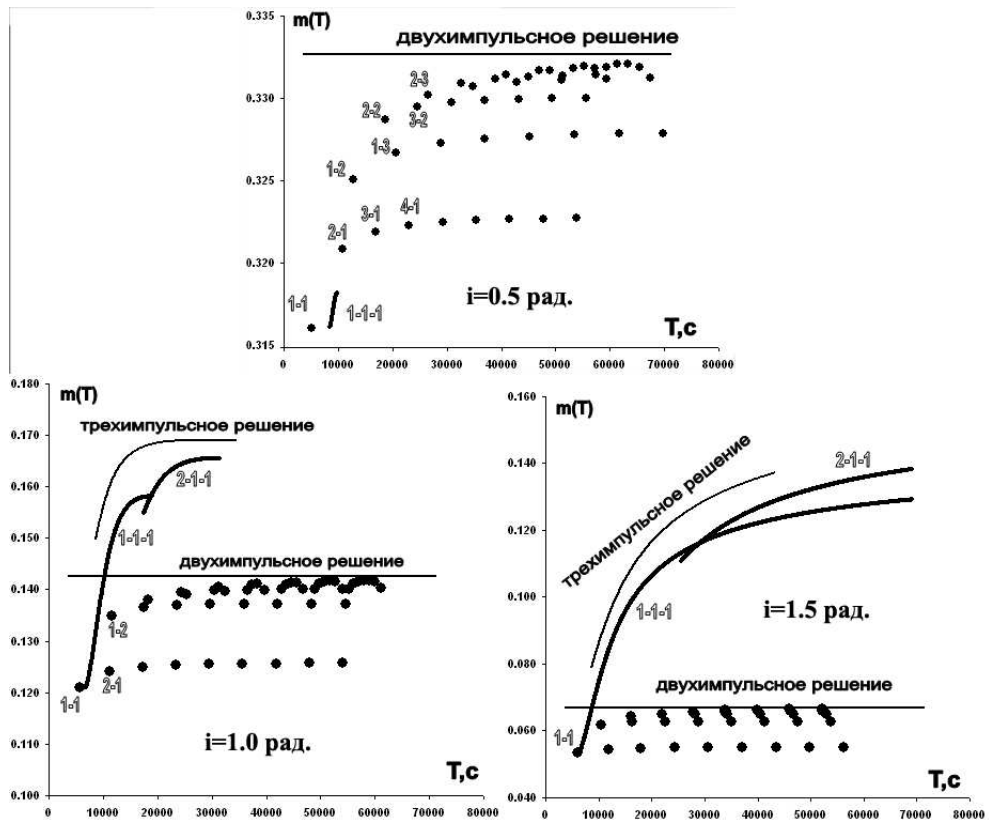 m(T)
0.335
двухимпульсное решение
0.330
2-3
2-2
3-2
1-3
0.325
1-2
3-1
4-1
2-1
0.320
i=0.5 рад.
1-1
1-1-1
T,c
0.315
0 10000 20000 30000 40000 50000 60000 70000 80000
0.180
m(T)
трехимпульсное решение
0.170
2-1-1
0.160
1-1-1
0.150
двухимпульсное решение
0.140
1-2
0.130
2-1
0.120
1-1
i=1.0 рад.
0.110
T,c
0.100
0 10000 20000 30000 40000 50000 60000 70000 80000
0.160
m(T)
2-1-1
0.140
трехимпульсное решение
0.120
0.100
1-1-1
i=1.5 рад.
0.080
двухимпульсное решение
0.060
1-1
T,c
0.040
0 10000 20000 30000 40000 50000 60000 70000 80000